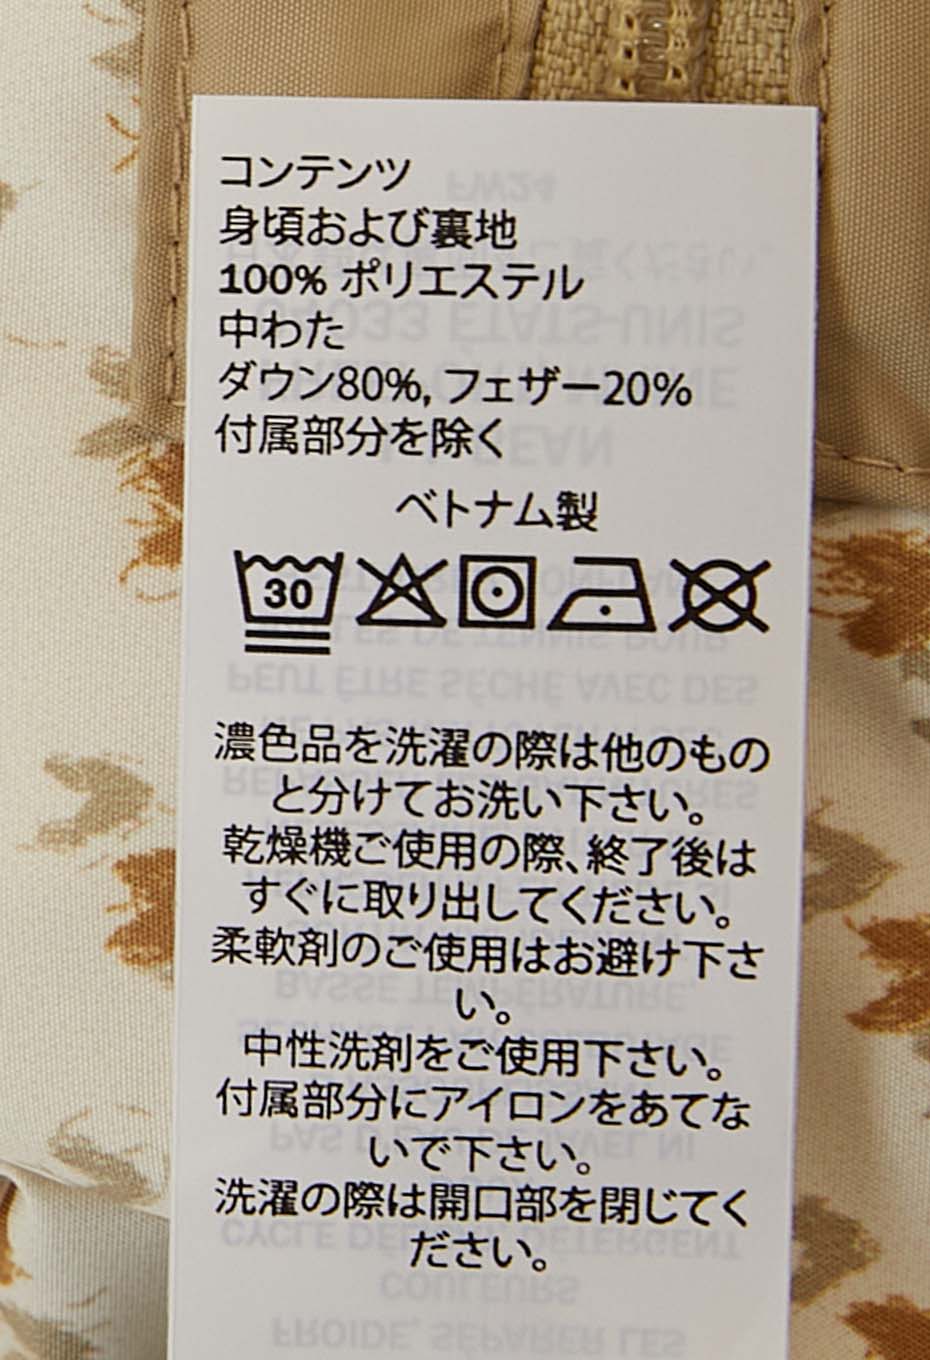 コンテンツ
身頃および裏地
100% ポリエステル
中わた
ダウン80%, フェザー20%
付属部分を除く
ベトナム製
30
濃色品を洗濯の際は他のもの
と分けてお洗い下さい。
乾燥機ご使用の際、終了後は
すぐに取り出してください。
柔軟剤のご使用はお避け下さ
い。
中性洗剤をご使用下さい。
付属部分にアイロンをあてな
いで下さい。
洗濯の際は開口部を閉じてく
ださい。